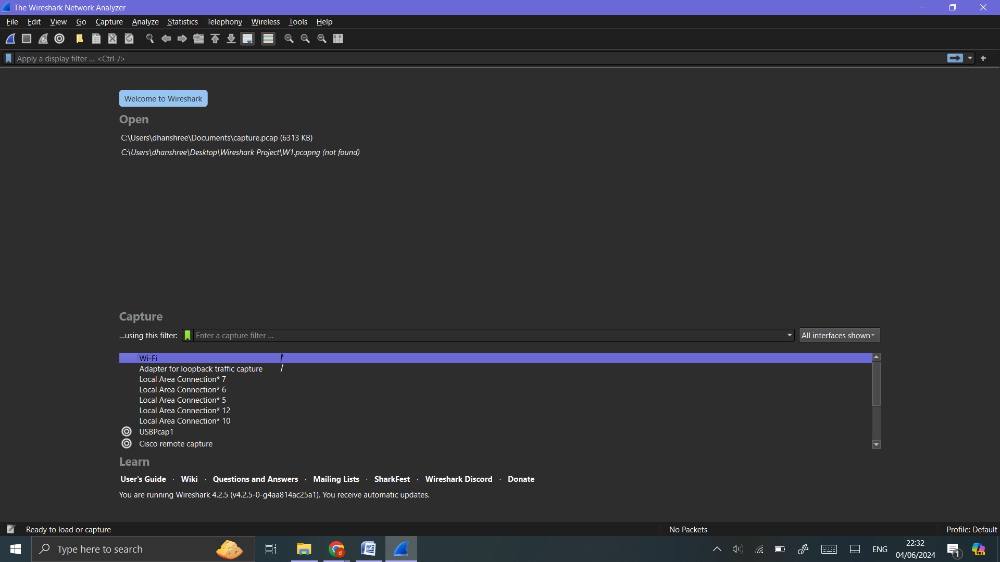 The Wireshark Network Analyzer
File Edit View Go Capture Analyze Statistics Telephony Wireless Tools Help
Apply a display filter ... <Ctrl-/>
Welcome to Wireshark
Open
C:\Users\dhanshree\Documents\capture.pcap (6313 KB)
C:\Users\dhanshree\Desktop\Wireshark Project\W1.pcapng (not found)
Capture
...using this filter: Enter a capture filter ... All interfaces shown
Wi-Fi
Adapter for loopback traffic capture
Local Area Connection* 7
Local Area Connection* 6
Local Area Connection* 5
Local Area Connection* 12
Local Area Connection* 10
USBPcap1
Cisco remote capture
Learn
User's Guide · Wiki · Questions and Answers · Mailing Lists · SharkFest · Wireshark Discord · Donate
You are running Wireshark 4.2.5 (v4.2.5-0-g4aa814ac25a1). You receive automatic updates.
Ready to load or capture No Packets Profile: Default
Type here to search d W ENG 22:32 1 PRE
04/06/2024